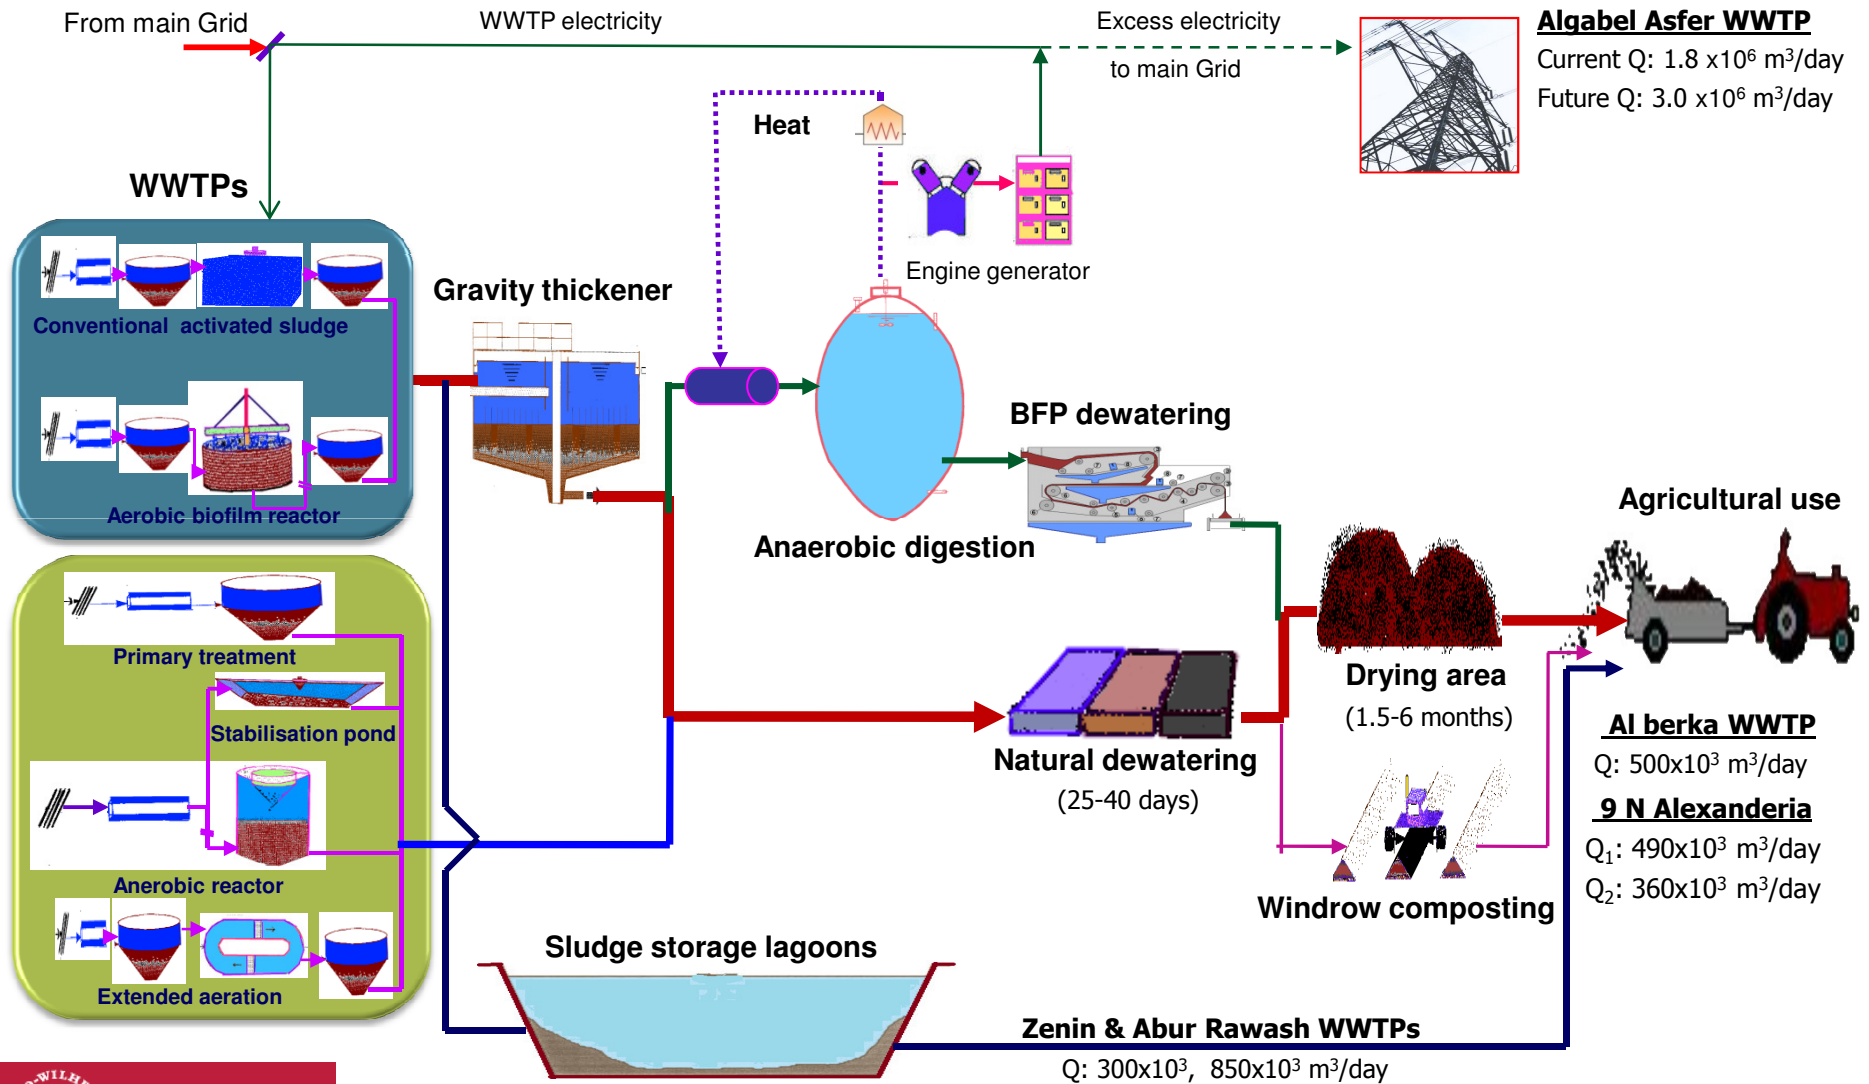 From main Grid
WWTP electricity
Excess electricity
to main Grid
Algabel Asfer WWTP
Current Q: 1.8 x10⁶ m³/day
Future Q: 3.0 x10⁶ m³/day
Heat
WWTPs
Engine generator
Conventional activated sludge
Gravity thickener
Aerobic biofilm reactor
BFP dewatering
Anaerobic digestion
Agricultural use
Primary treatment
Stabilisation pond
Anerobic reactor
Extended aeration
Natural dewatering
(25-40 days)
Drying area
(1.5-6 months)
Al berka WWTP
Q: 500x10³ m³/day
9 N Alexanderia
Q₁: 490x10³ m³/day
Q₂: 360x10³ m³/day
Windrow composting
Sludge storage lagoons
Zenin & Abur Rawash WWTPs
Q: 300x10³, 850x10³ m³/day